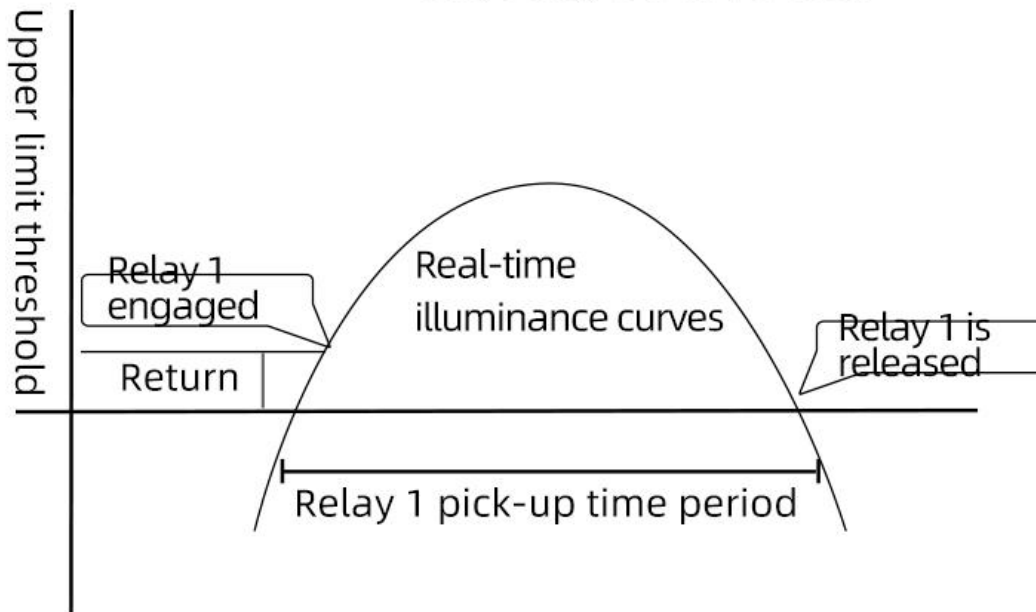 Upper limit threshold
Relay 1
engaged
Real-time
illuminance curves
Relay 1 is
released
Return
Relay 1 pick-up time period